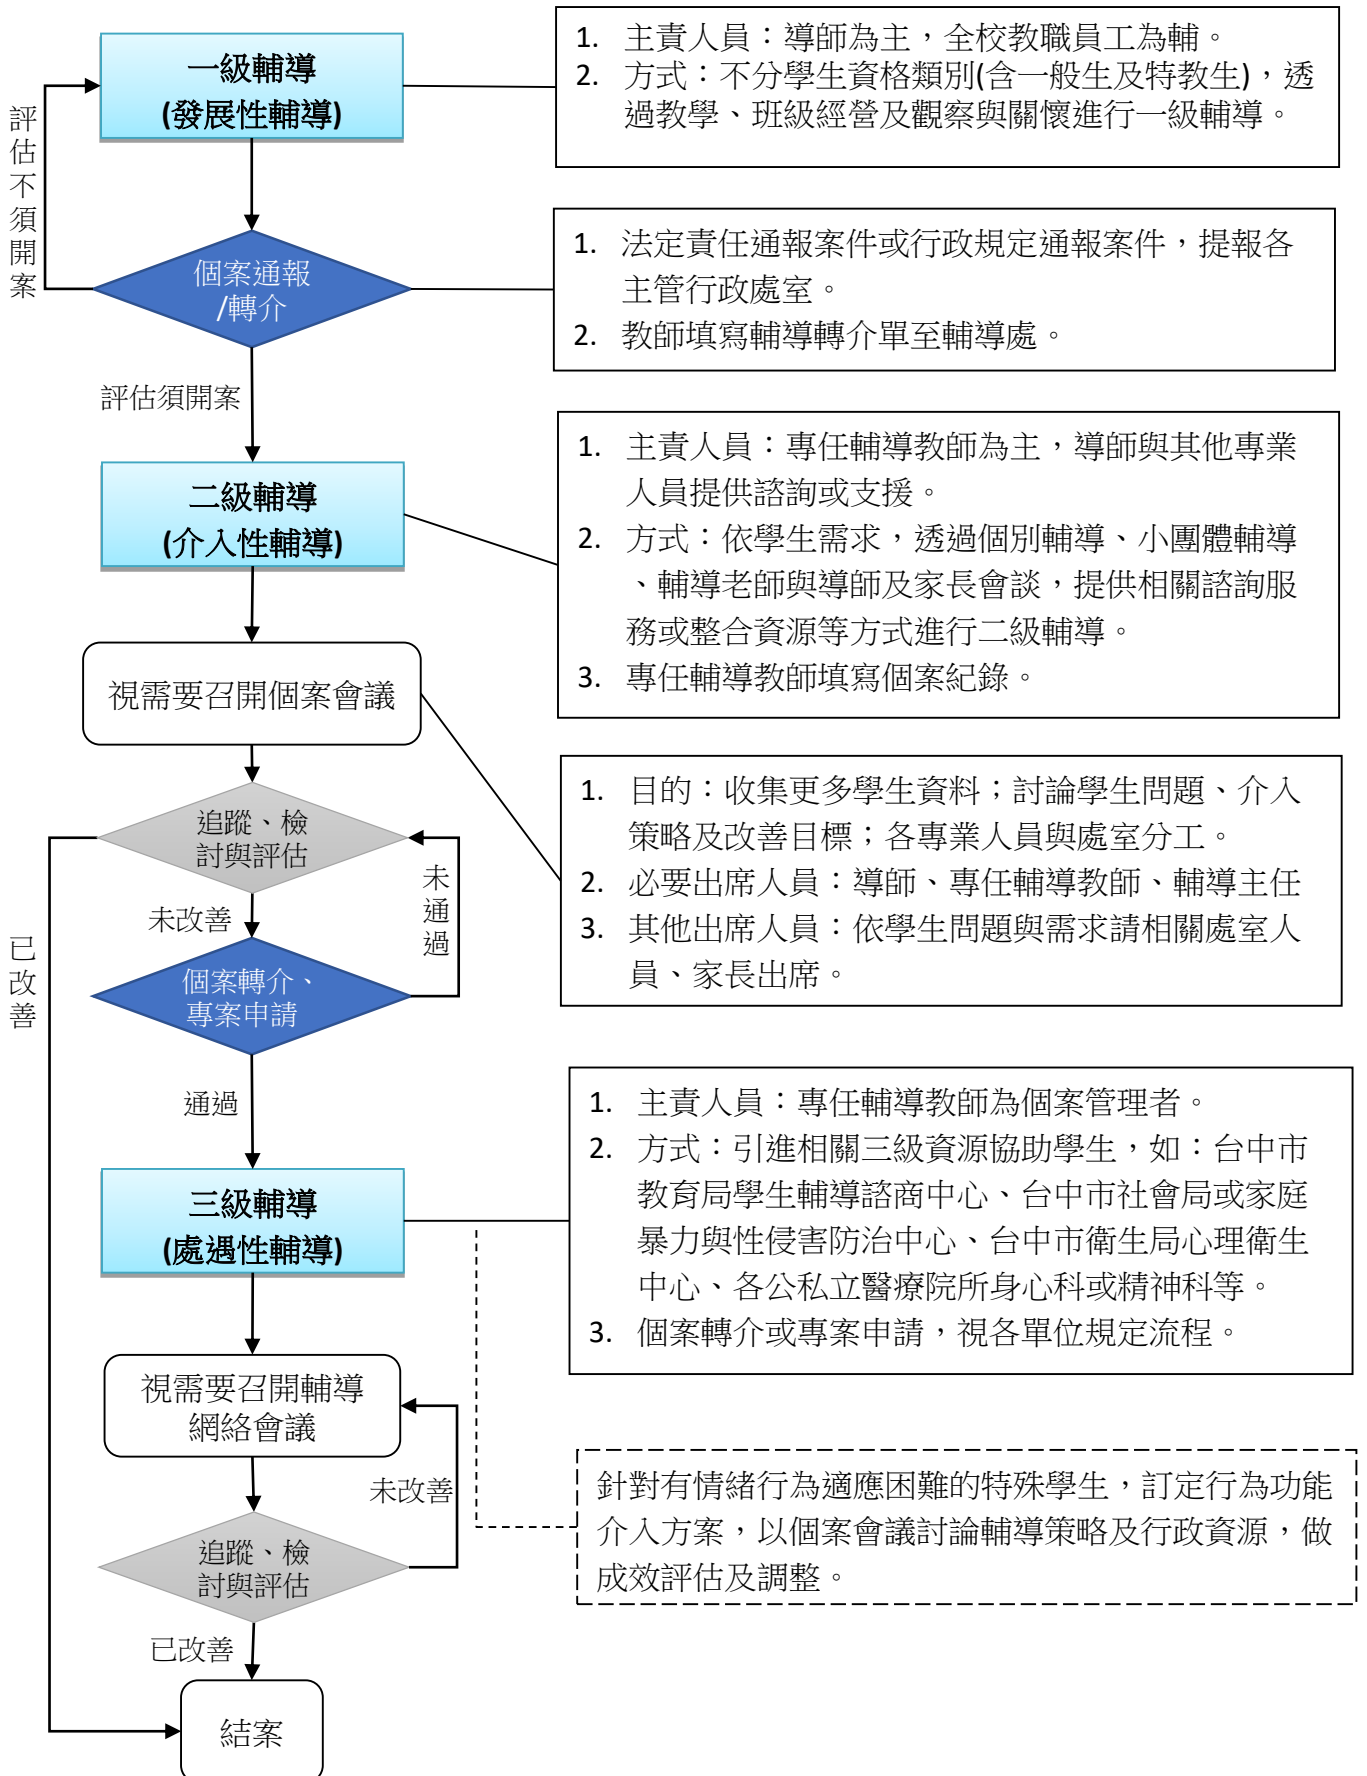 一級輔導
(發展性輔導)
1. 主責人員：導師為主，全校教職員工為輔。
2. 方式：不分學生資格類別(含一般生及特教生)，透
過教學、班級經營及觀察與關懷進行一級輔導。
評估不須開案
個案通報
/轉介
1. 法定責任通報案件或行政規定通報案件，提報各
主管行政處室。
2. 教師填寫輔導轉介單至輔導處。
評估須開案
二級輔導
(介入性輔導)
1. 主責人員：專任輔導教師為主，導師與其他專業
人員提供諮詢或支援。
2. 方式：依學生需求，透過個別輔導、小團體輔導
、輔導老師與導師及家長會談，提供相關諮詢服
務或整合資源等方式進行二級輔導。
3. 專任輔導教師填寫個案紀錄。
視需要召開個案會議
1. 目的：收集更多學生資料；討論學生問題、介入
策略及改善目標；各專業人員與處室分工。
2. 必要出席人員：導師、專任輔導教師、輔導主任
3. 其他出席人員：依學生問題與需求請相關處室人
員、家長出席。
追蹤、檢
討與評估
未通過
未改善
已改善
個案轉介、
專案申請
通過
三級輔導
(處遇性輔導)
1. 主責人員：專任輔導教師為個案管理者。
2. 方式：引進相關三級資源協助學生，如：台中市
教育局學生輔導諮商中心、台中市社會局或家庭
暴力與性侵害防治中心、台中市衛生局心理衛生
中心、各公私立醫療院所身心科或精神科等。
3. 個案轉介或專案申請，視各單位規定流程。
視需要召開輔導
網絡會議
未改善
針對有情緒行為適應困難的特殊學生，訂定行為功能
介入方案，以個案會議討論輔導策略及行政資源，做
成效評估及調整。
追蹤、檢
討與評估
已改善
結案